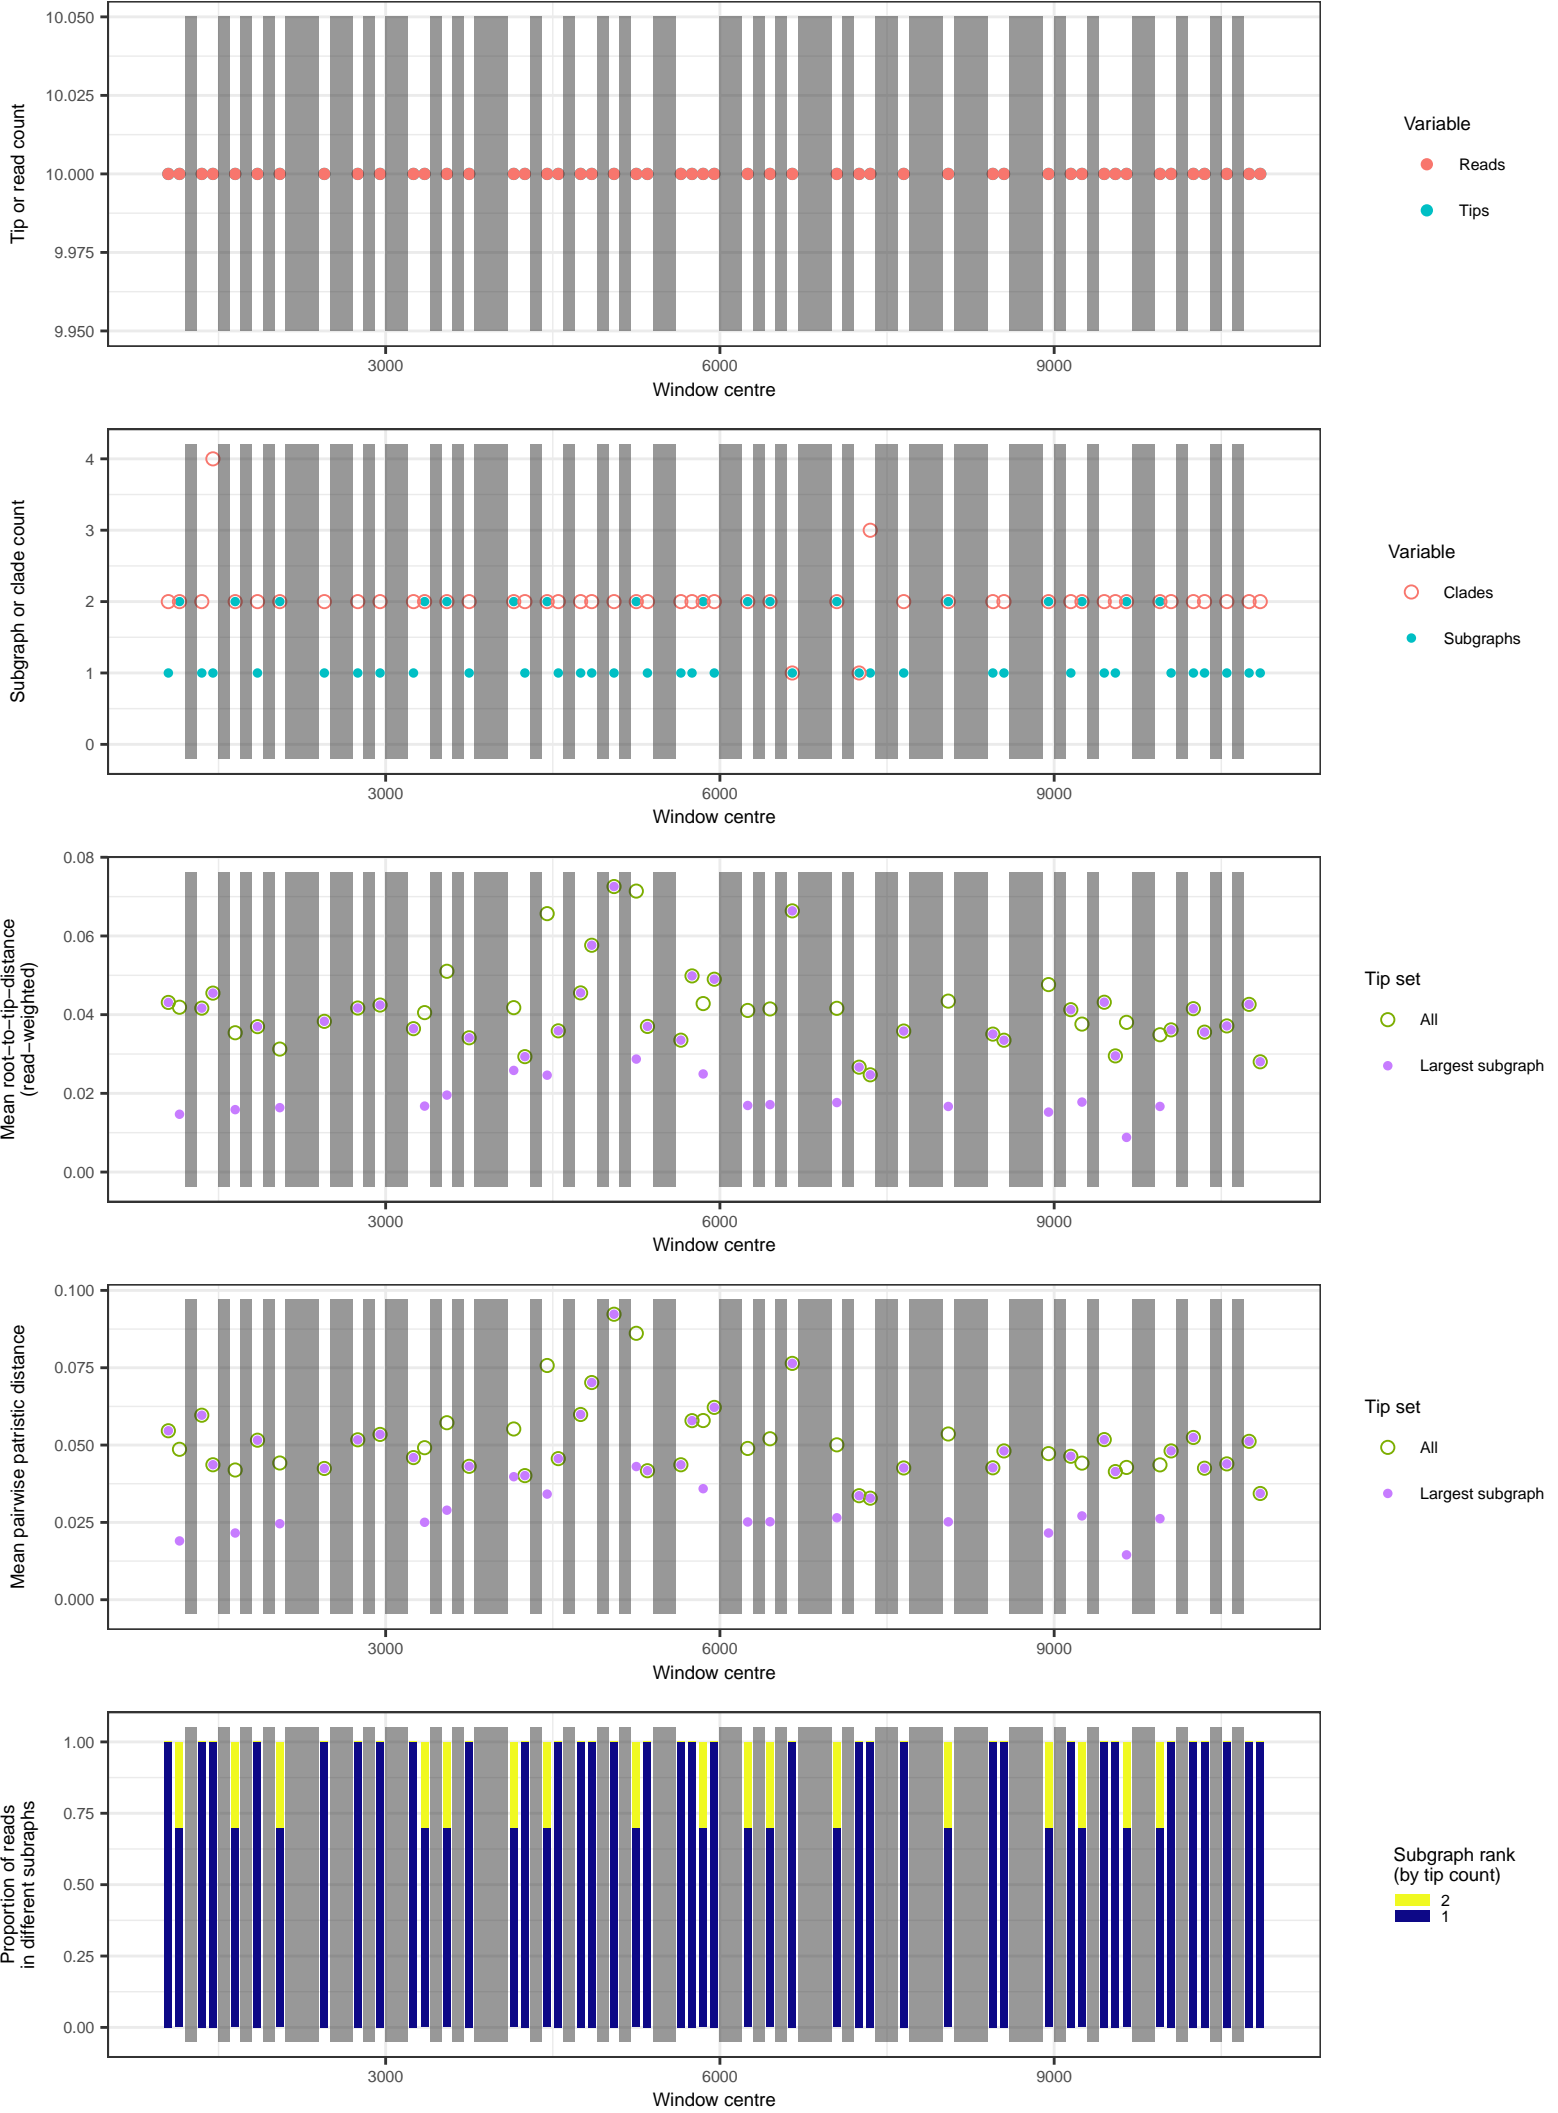 10.050
10.025
10.000
9.975
9.950
Tip or read count
3000
6000
9000
Window centre
Variable
Reads
Tips
4
3
2
1
0
Subgraph or clade count
3000
6000
9000
Window centre
Variable
Clades
Subgraphs
0.08
0.06
0.04
0.02
0.00
Mean root−to−tip−distance
(read−weighted)
3000
6000
9000
Window centre
Tip set
All
Largest subgraph
0.100
0.075
0.050
0.025
0.000
Mean pairwise patristic distance
3000
6000
9000
Window centre
Tip set
All
Largest subgraph
1.00
0.75
0.50
0.25
0.00
Proportion of reads
in different subraphs
3000
6000
9000
Window centre
Subgraph rank
(by tip count)
2
1